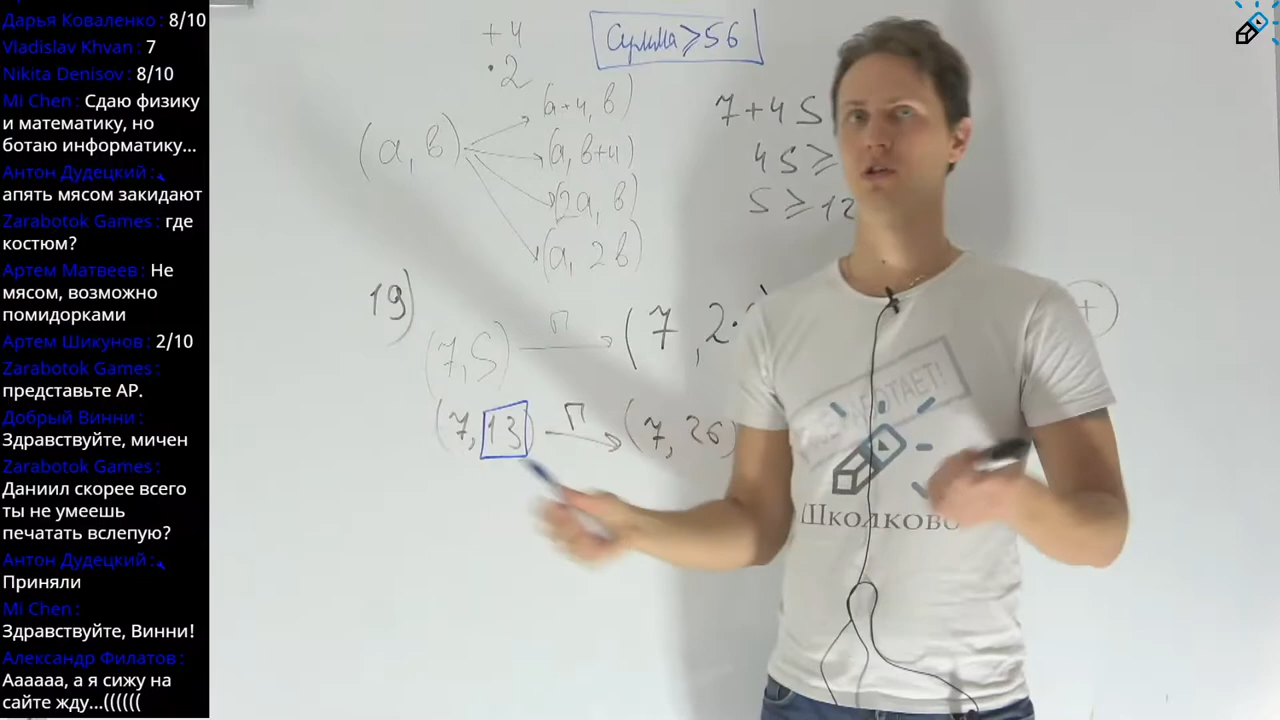 Дарья Коваленко: 8/10
Vladislav Khvan: 7
Nikita Denisov: 8/10
Mi Chen: Сдаю физику
и математику, но
ботаю информатику...
Антон Дудецкий:
апять мясом закидают
Zarabotok Games: где
костюм?
Артем Матвеев: Не
мясом, возможно
помидорками
Артем Шикунов: 2/10
Zarabotok Games:
представьте АР.
Добрый Винни:
Здравствуйте, мичен
Zarabotok Games:
Даниил скорее всего
ты не умеешь
печатать вслепую?
Антон Дудецкий:
Приняли
Mi Chen:
Здравствуйте, Винни!
Александр Филатов:
Аааааа, а я сижу на
сайте жду...((((((
+4
·2
Сумма ≥ 56
(a, b)
(a+4, b)
(a, b+4)
(2a, b)
(a, 2b)
7+4S
4S ≥
S ≥ 12
19)
(7, S) П (7, 2·
+
(7, 13) П (7, 26
РАБОТАЕТ!
Школково